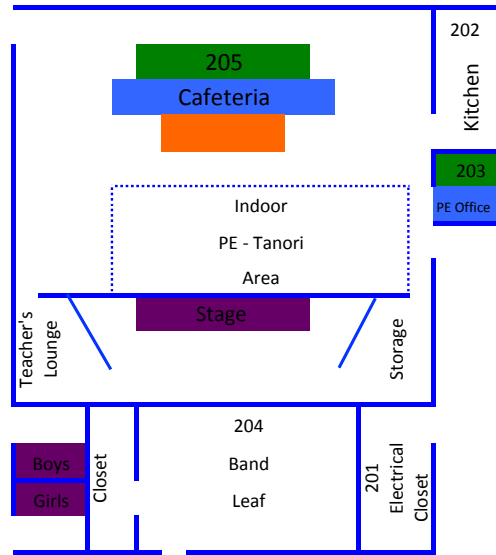 202
Kitchen
205
Cafeteria
203
PE Office
Indoor
PE - Tanori
Area
Stage
Teacher's
Lounge
Storage
204
Band
Leaf
Boys
Girls
Closet
201
Electrical
Closet